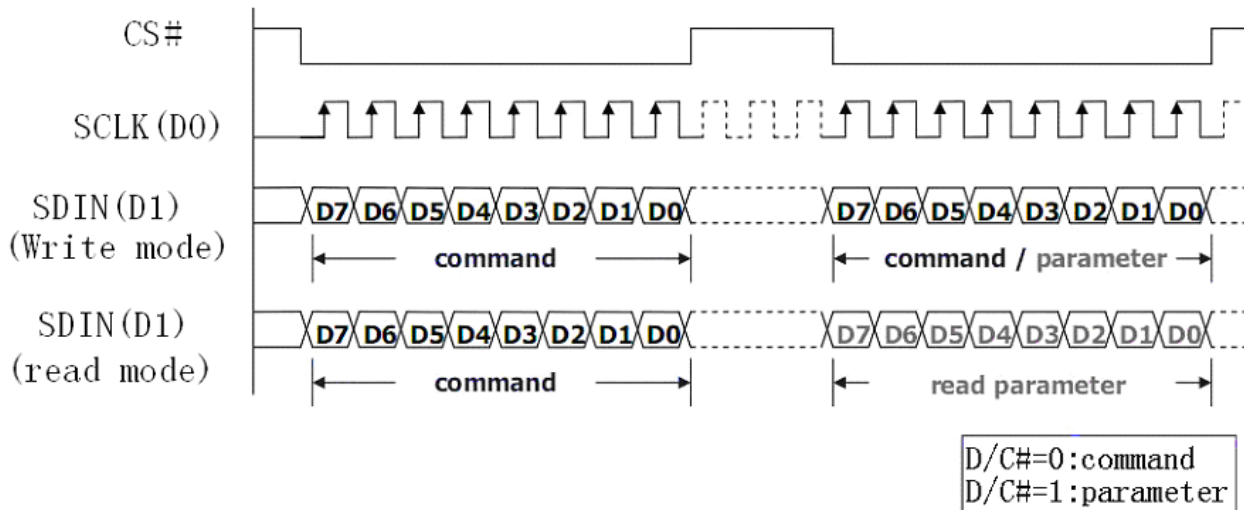 CS#
SCLK(D0)
SDIN(D1)
(Write mode)
D7 D6 D5 D4 D3 D2 D1 D0 D7 D6 D5 D4 D3 D2 D1 D0
command command / parameter
SDIN(D1)
(read mode)
D7 D6 D5 D4 D3 D2 D1 D0 D7 D6 D5 D4 D3 D2 D1 D0
command read parameter
D/C#=0:command
D/C#=1:parameter